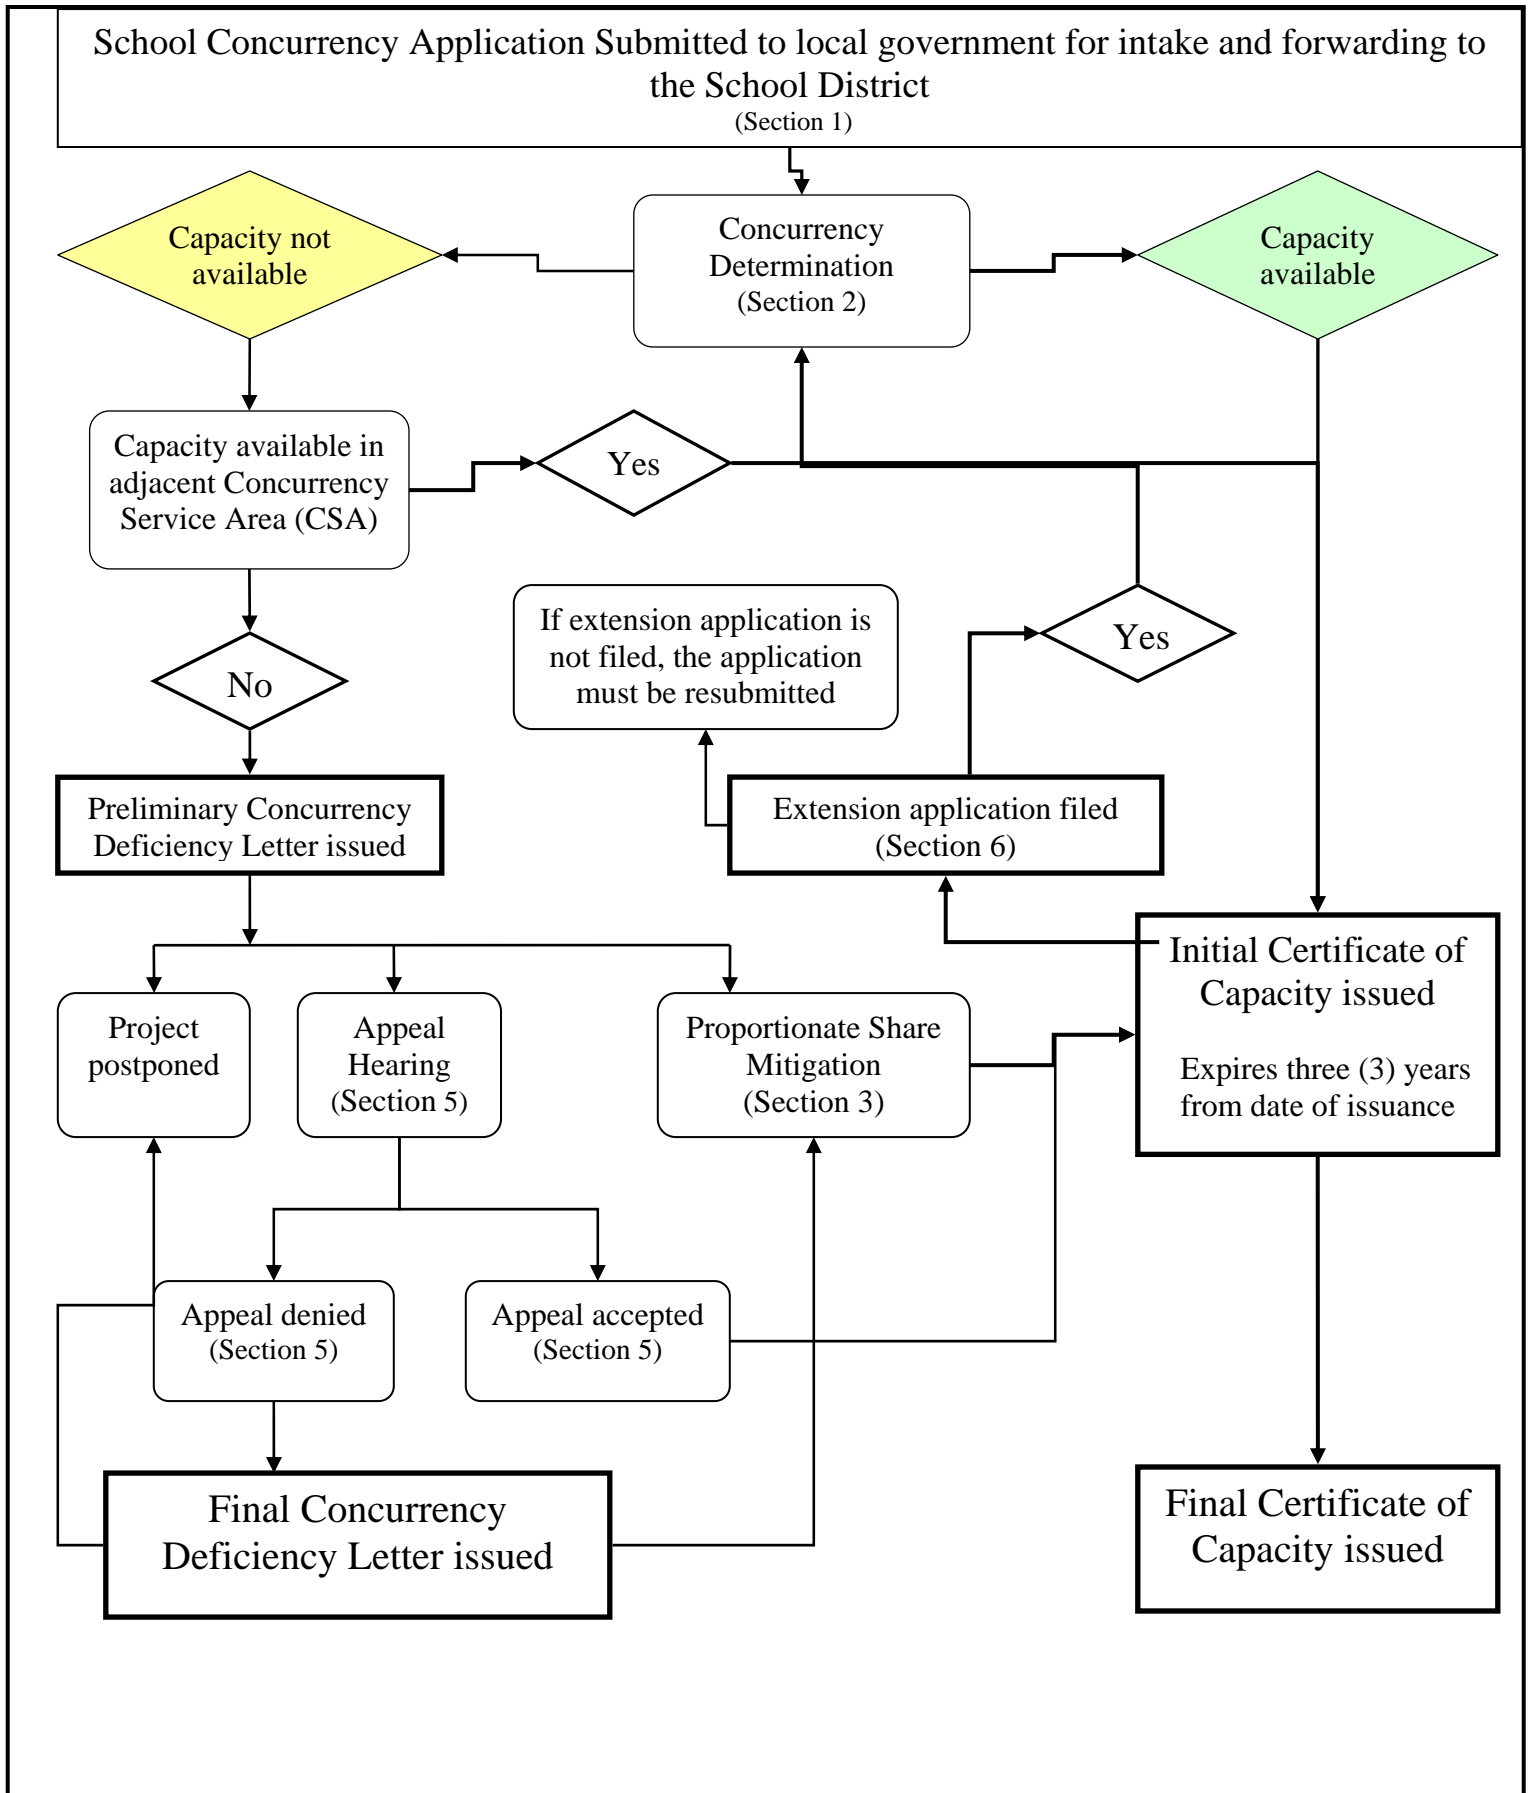 School Concurrency Application Submitted to local government for intake and forwarding to
the School District
(Section 1)
Capacity not
available
Concurrency
Determination
(Section 2)
Capacity
available
Capacity available in
adjacent Concurrency
Service Area (CSA)
Yes
If extension application is
not filed, the application
must be resubmitted
Yes
No
Preliminary Concurrency
Deficiency Letter issued
Extension application filed
(Section 6)
Initial Certificate of
Capacity issued
Expires three (3) years
from date of issuance
Project
postponed
Appeal
Hearing
(Section 5)
Proportionate Share
Mitigation
(Section 3)
Appeal denied
(Section 5)
Appeal accepted
(Section 5)
Final Concurrency
Deficiency Letter issued
Final Certificate of
Capacity issued